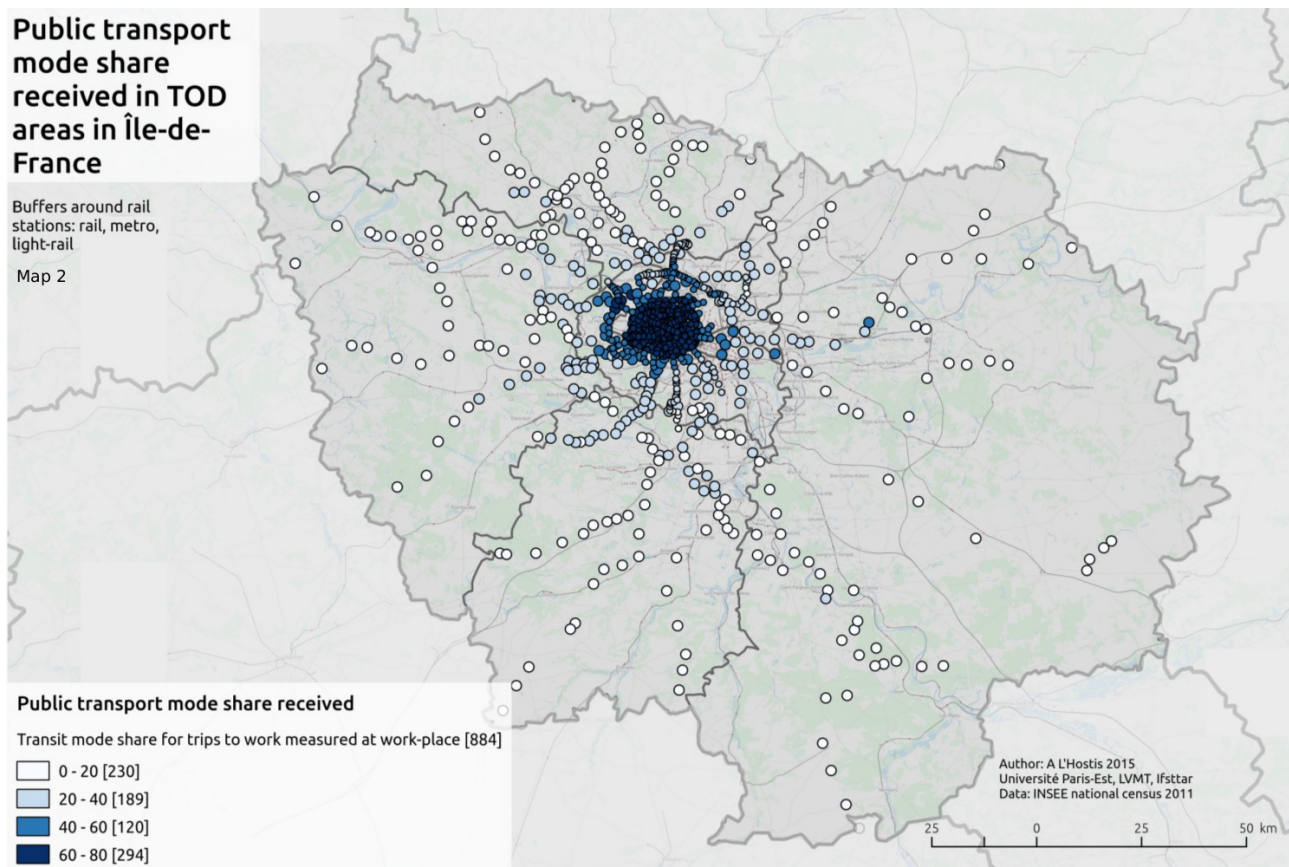 Public transport
mode share
received in TOD
areas in Île-de-
France
Buffers around rail
stations: rail, metro,
light-rail
Map 2
Public transport mode share received
Transit mode share for trips to work measured at work-place [884]
0 - 20 [230]
20 - 40 [189]
40 - 60 [120]
60 - 80 [294]
Author: A L'Hostis 2015
Université Paris-Est, LVMT, Ifsttar
Data: INSEE national census 2011
25 0 25 50 km